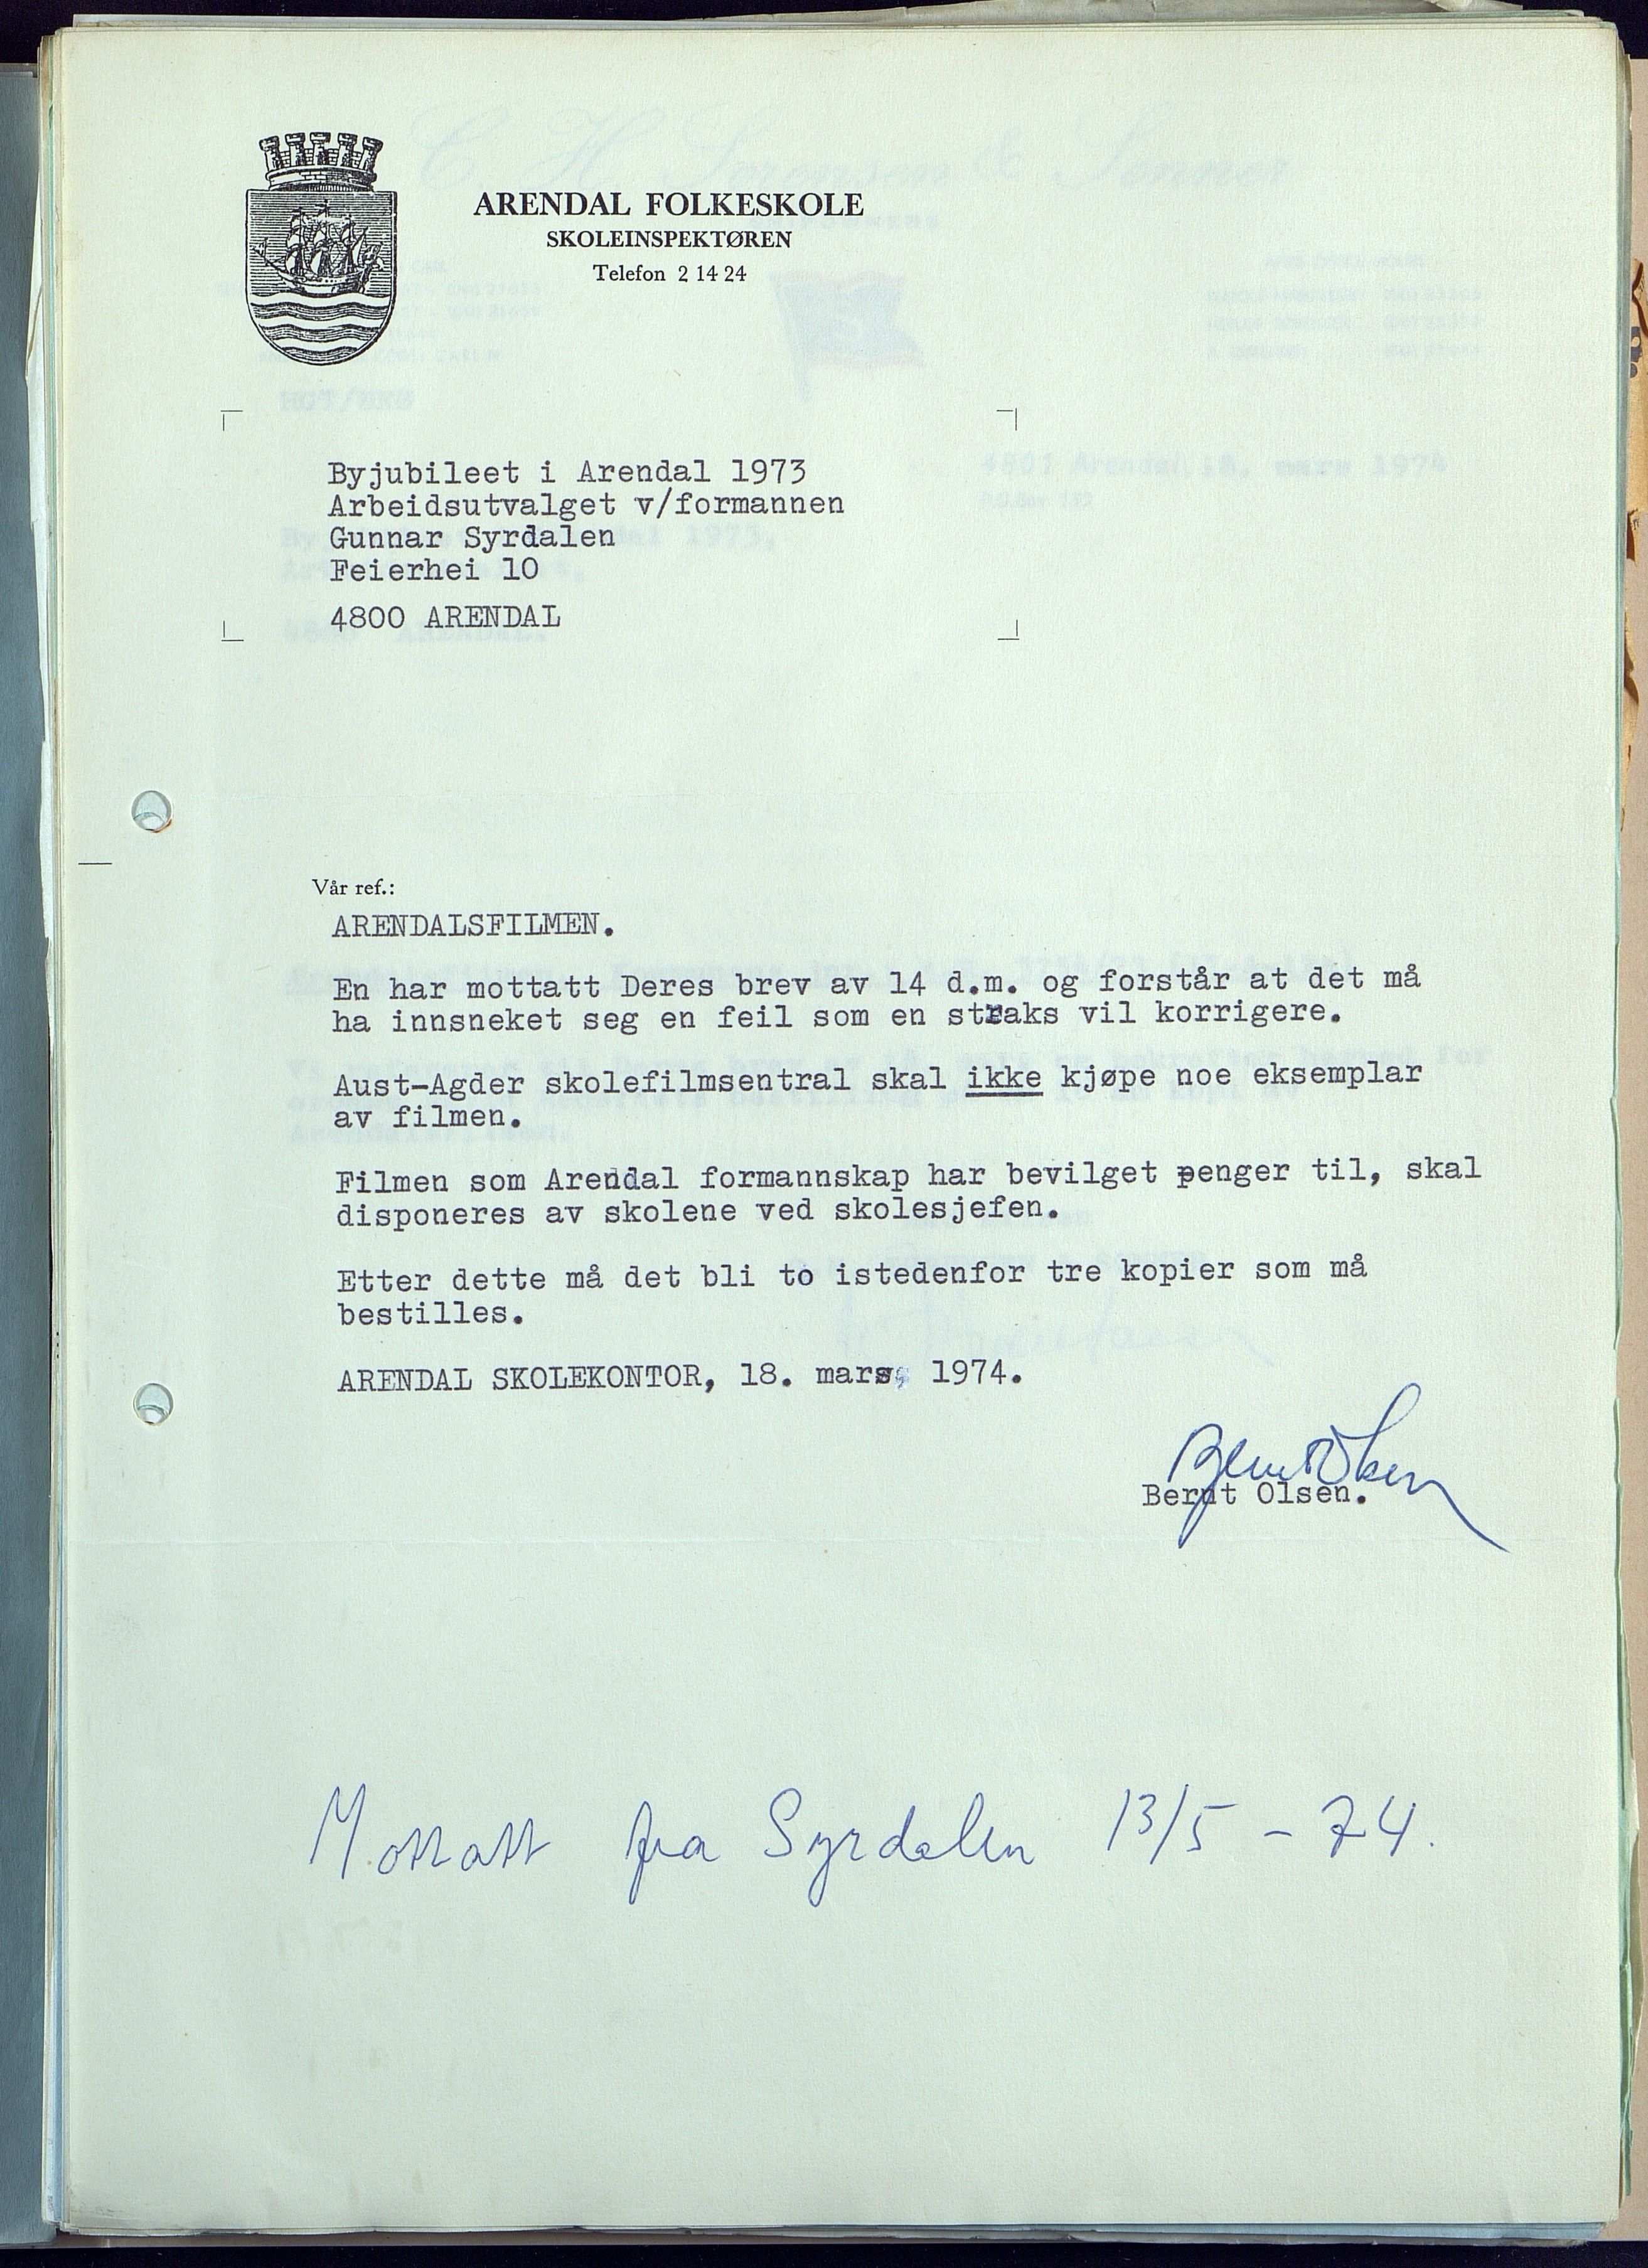 ARENDAL FOLKESKOLE
SKOLEINSPEKTØREN
Telefon 2 14 24
Byjubileet i Arendal 1973
Arbeidsutvalget v/formannen
Gunnar Syrdalen
Feierhei 10
4800 ARENDAL
Vår ref.:
ARENDALSFILMEN.
En har mottatt Deres brev av 14 d.m. og forstår at det må
ha innsneket seg en feil som en straks vil korrigere.
Aust-Agder skolefilmsentral skal ikke kjøpe noe eksemplar
av filmen.
Filmen som Arendal formannskap har bevilget penger til, skal
disponeres av skolene ved skolesjefen.
Etter dette må det bli to istedenfor tre kopier som må
bestilles.
ARENDAL SKOLEKONTOR, 18. mars, 1974.
Bernt Olsen
Bernt Olsen.
Mottatt fra Syrdalen 13/5 - 74.